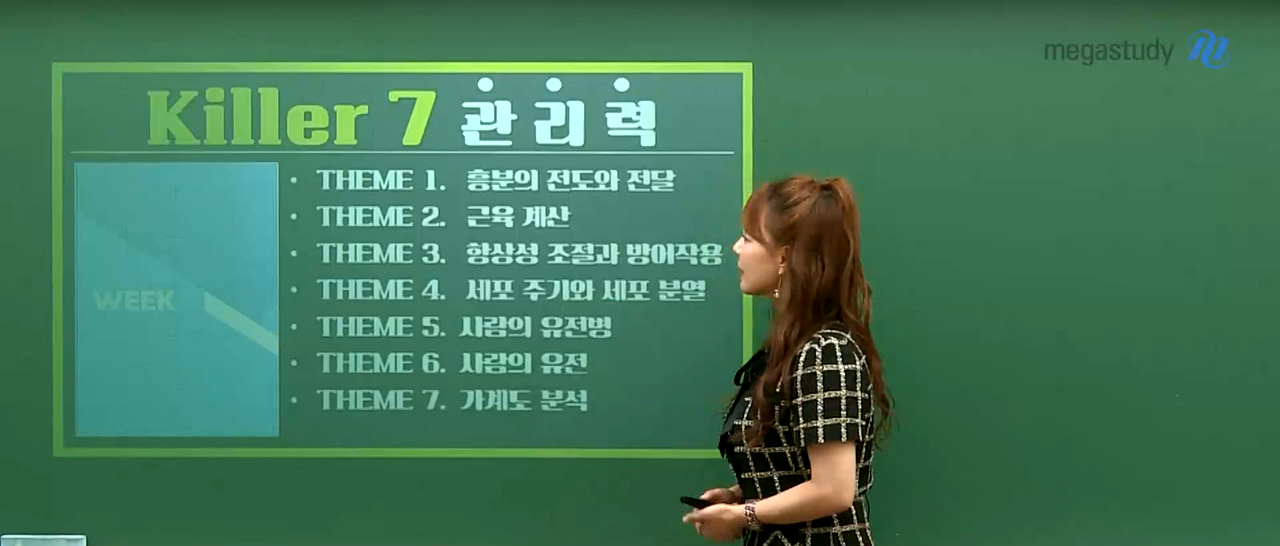 megastudy
Killer 7 관리력
WEEK
• THEME 1. 흥분의 전도와 전달
• THEME 2. 근육 계산
• THEME 3. 항상성 조절과 방어작용
• THEME 4. 세포 주기와 세포 분열
• THEME 5. 사람의 유전병
• THEME 6. 사람의 유전
• THEME 7. 가계도 분석